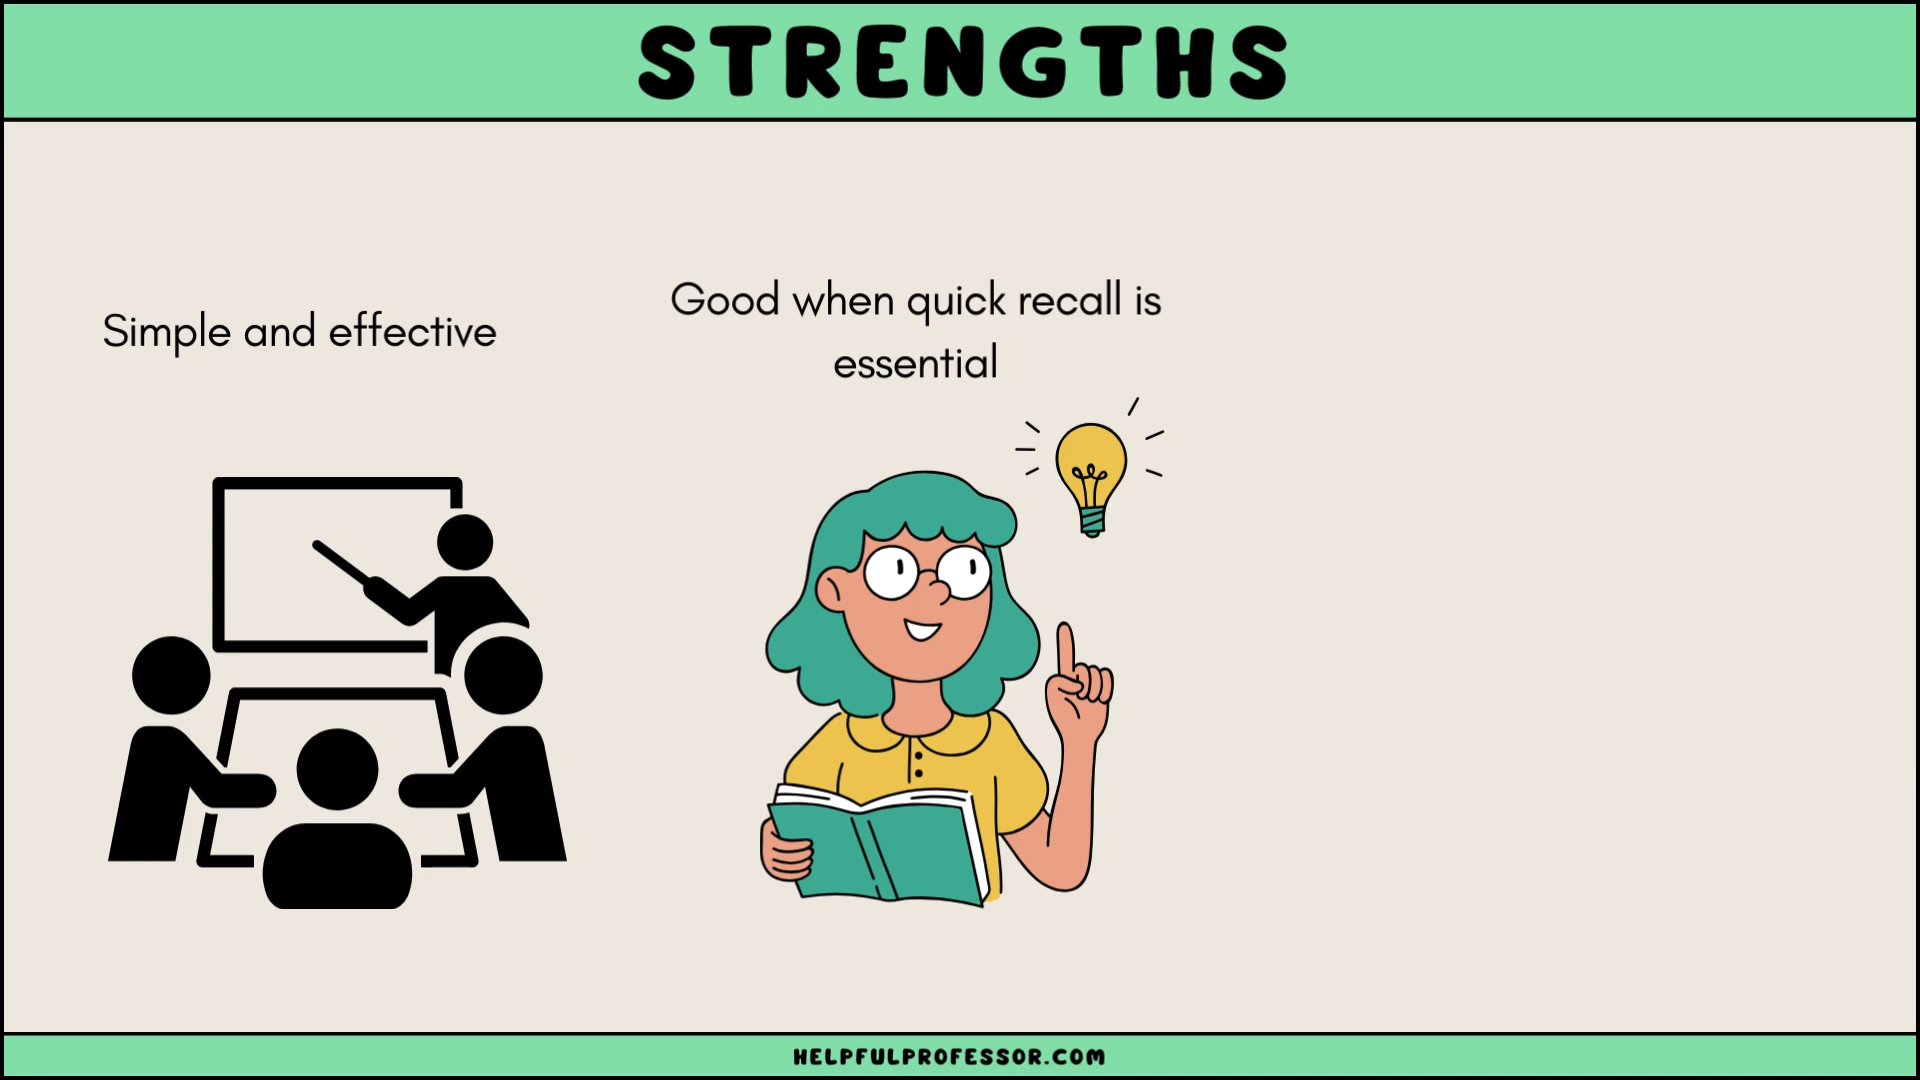 STRENGTHS
Simple and effective
Good when quick recall is
essential
HELPFULPROFESSOR.COM